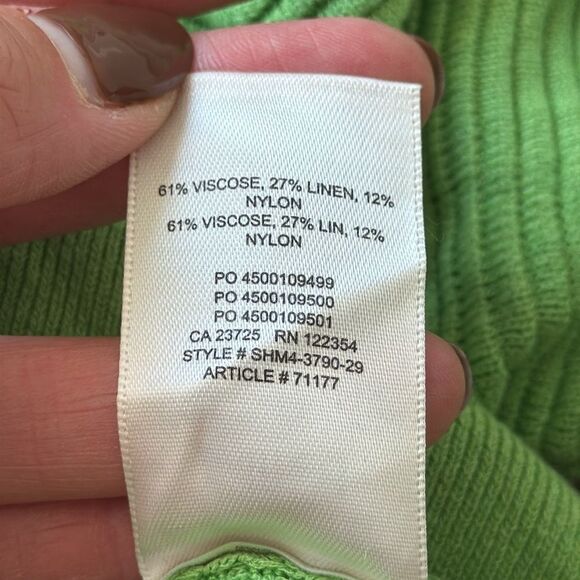 61% VISCOSE, 27% LINEN, 12%
NYLON
61% VISCOSE, 27% LIN, 12%
NYLON
PO 4500109499
PO 4500109500
PO 4500109501
CA 23725 RN 122354
STYLE # SHM4-3790-29
ARTICLE # 71177